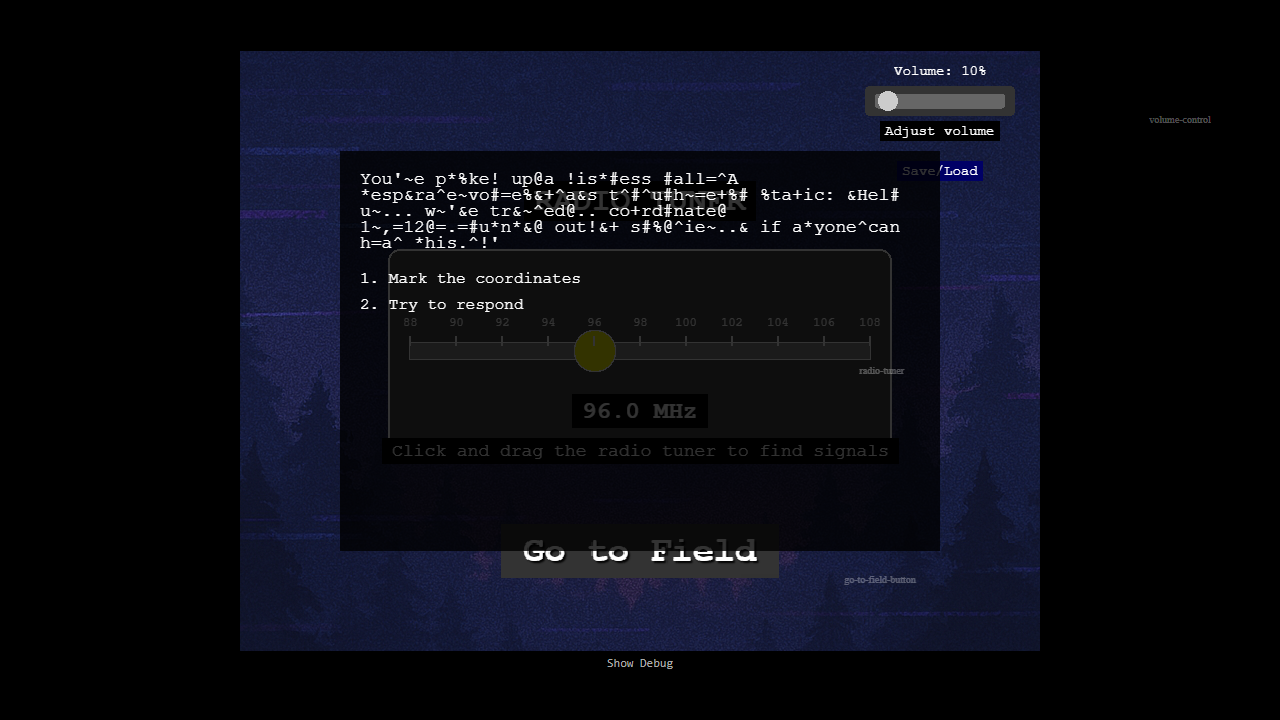 Volume: 10%
Adjust volume
volume-control
Save/Load
You'~e p*%ke! up@a !is*#ess #all=^A
*esp&ra^e~vo#=e%&+^a&s t^#^u#h~=e+%# %ta+ic: &Hel#
u~... w~'&e tr&~^ed@.. co+rd#nate@
1~,=12@=.=#u*n*&@ out!&+ s#%@^ie~..& if a*yone^can
h=a^ *his.^!'
RADIO TUNER
1. Mark the coordinates
2. Try to respond
88 90 92 94 96 98 100 102 104 106 108
radio-tuner
96.0 MHz
Click and drag the radio tuner to find signals
Go to Field
go-to-field-button
Show Debug